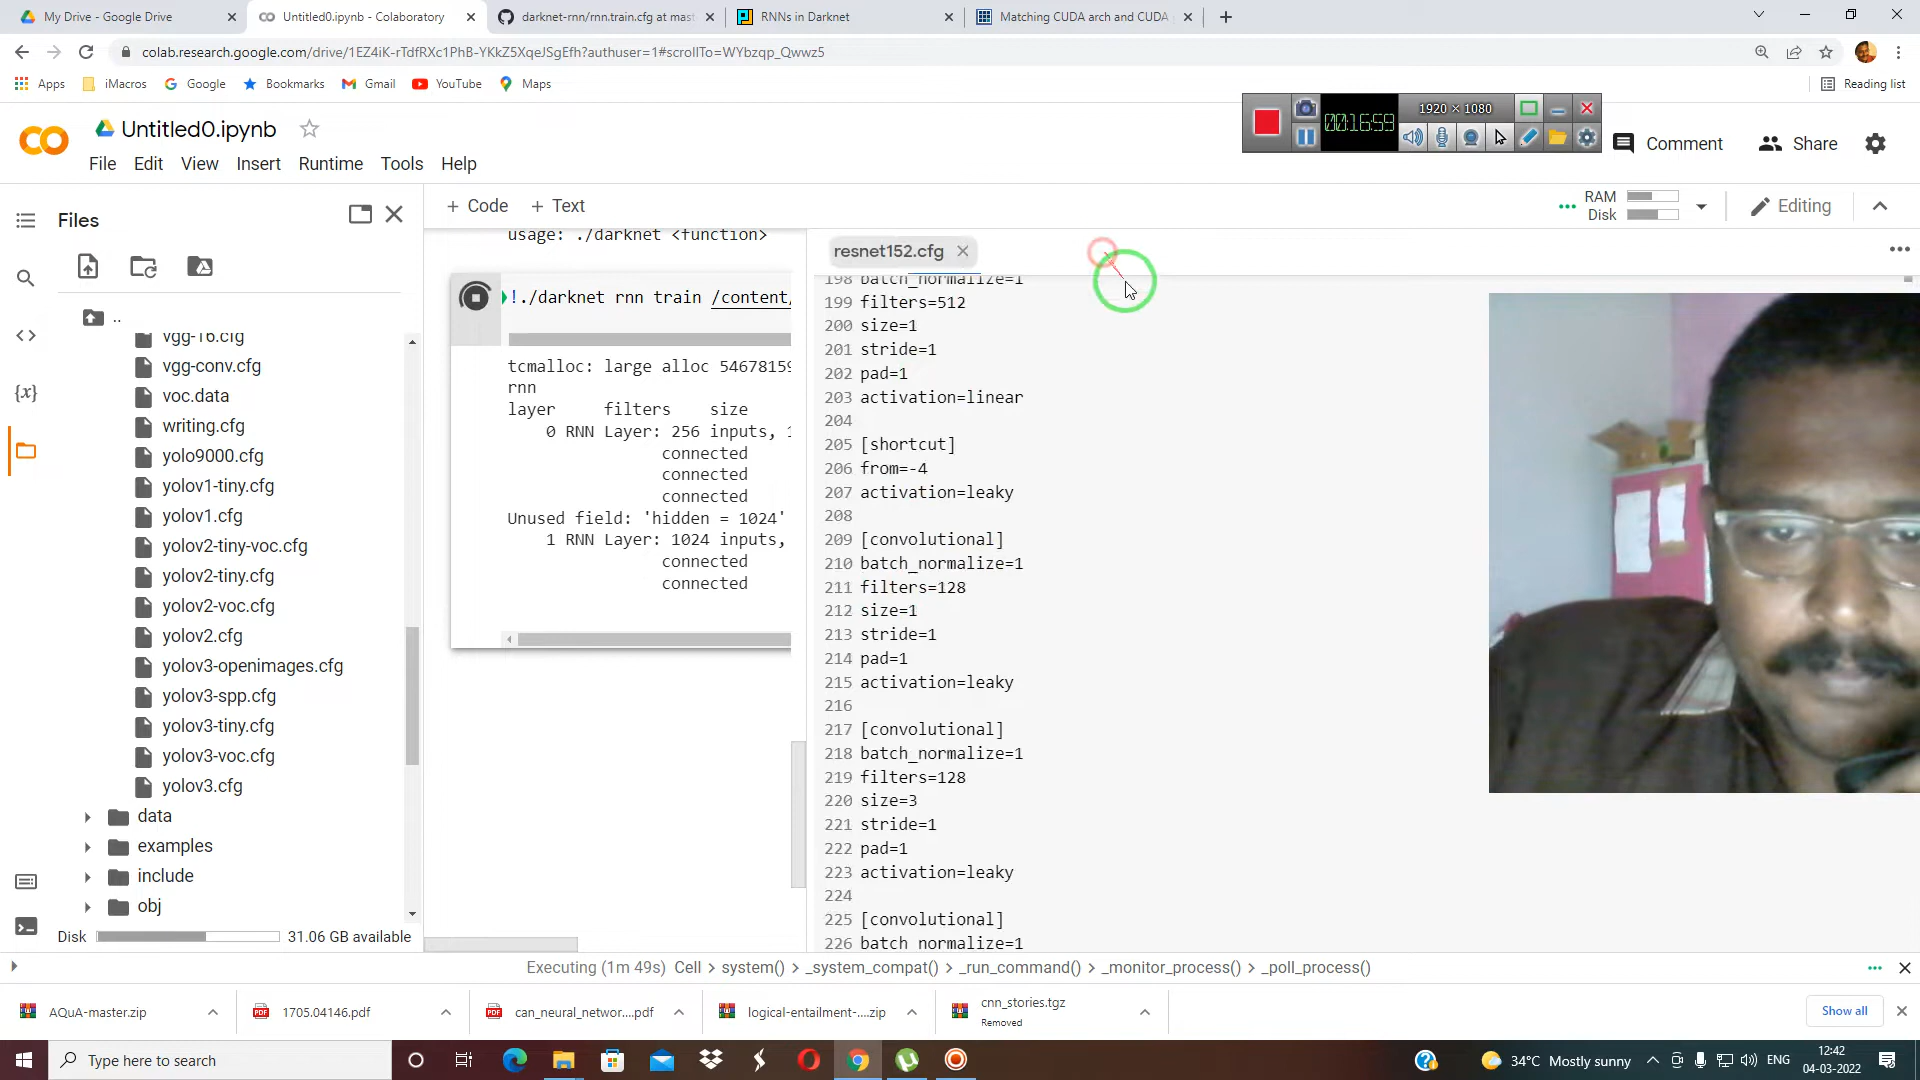 My Drive - Google Drive
Untitled0.ipynb - Colaboratory
darknet-rnn/rnn.train.cfg at mast
RNNs in Darknet
Matching CUDA arch and CUDA
colab.research.google.com/drive/1EZ4iK-rTdfRXc1PhB-YKkZ5XqeJSgEfh?authuser=1#scrollTo=WYbzqp_Qwwz5
Apps
iMacros
Google
Bookmarks
Gmail
YouTube
Maps
Reading list
Untitled0.ipynb
00:16:59
1920 × 1080
Comment
Share
File Edit View Insert Runtime Tools Help
Files
+ Code + Text
RAM
Disk
Editing
..
vgg-16.cfg
vgg-conv.cfg
voc.data
writing.cfg
yolo9000.cfg
yolov1-tiny.cfg
yolov1.cfg
yolov2-tiny-voc.cfg
yolov2-tiny.cfg
yolov2-voc.cfg
yolov2.cfg
yolov3-openimages.cfg
yolov3-spp.cfg
yolov3-tiny.cfg
yolov3-voc.cfg
yolov3.cfg
data
examples
include
obj
Disk
31.06 GB available
usage: ./darknet <function>
!./darknet rnn train /content/
tcmalloc: large alloc 54678159
rnn
layer filters size
0 RNN Layer: 256 inputs, 1
connected
connected
connected
Unused field: 'hidden = 1024'
1 RNN Layer: 1024 inputs,
connected
connected
resnet152.cfg
198 batch_normalize=1
199 filters=512
200 size=1
201 stride=1
202 pad=1
203 activation=linear
204
205 [shortcut]
206 from=-4
207 activation=leaky
208
209 [convolutional]
210 batch_normalize=1
211 filters=128
212 size=1
213 stride=1
214 pad=1
215 activation=leaky
216
217 [convolutional]
218 batch_normalize=1
219 filters=128
220 size=3
221 stride=1
222 pad=1
223 activation=leaky
224
225 [convolutional]
226 batch normalize=1
Executing (1m 49s) Cell > system() > _system_compat() > _run_command() > _monitor_process() > _poll_process()
AQuA-master.zip
1705.04146.pdf
can_neural_networ....pdf
logical-entailment-....zip
cnn_stories.tgz
Removed
Show all
Type here to search
34°C Mostly sunny
ENG
12:42
04-03-2022